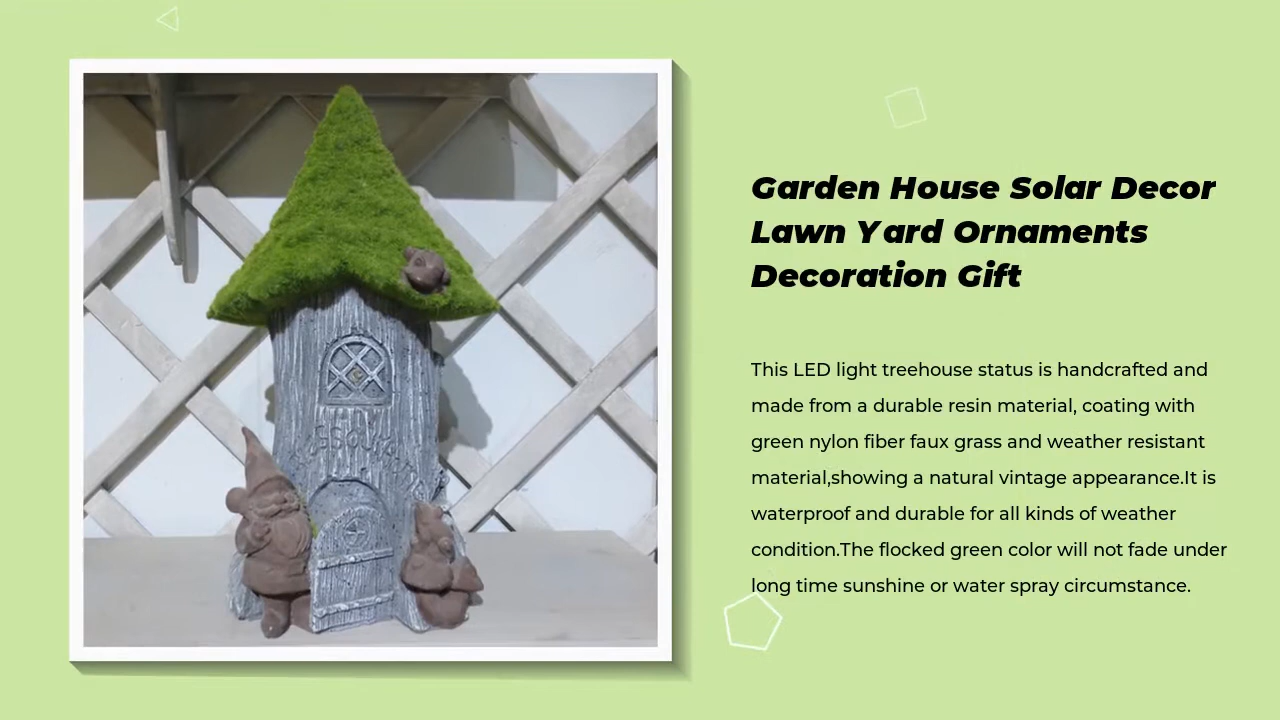 Garden House Solar Decor
Lawn Yard Ornaments
Decoration Gift
This LED light treehouse status is handcrafted and
made from a durable resin material, coating with
green nylon fiber faux grass and weather resistant
material,showing a natural vintage appearance.It is
waterproof and durable for all kinds of weather
condition.The flocked green color will not fade under
long time sunshine or water spray circumstance.